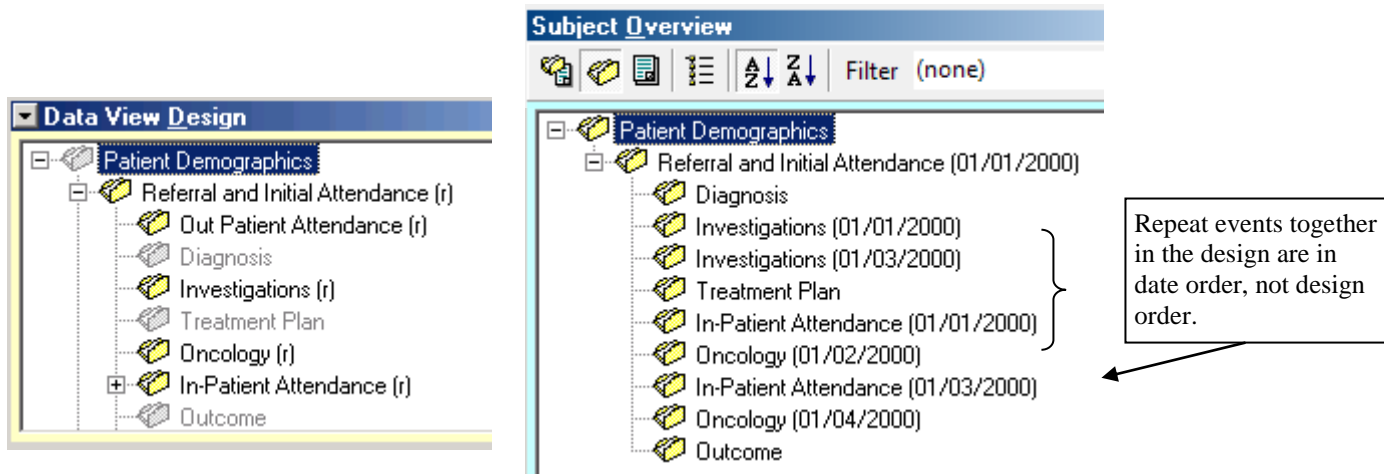 Data View Design
Patient Demographics
Referral and Initial Attendance (r)
Out Patient Attendance (r)
Diagnosis
Investigations (r)
Treatment Plan
Oncology (r)
In-Patient Attendance (r)
Outcome
Subject Overview
Filter (none)
Patient Demographics
Referral and Initial Attendance (01/01/2000)
Diagnosis
Investigations (01/01/2000)
Investigations (01/03/2000)
Treatment Plan
In-Patient Attendance (01/01/2000)
Oncology (01/02/2000)
In-Patient Attendance (01/03/2000)
Oncology (01/04/2000)
Outcome
Repeat events together
in the design are in
date order, not design
order.